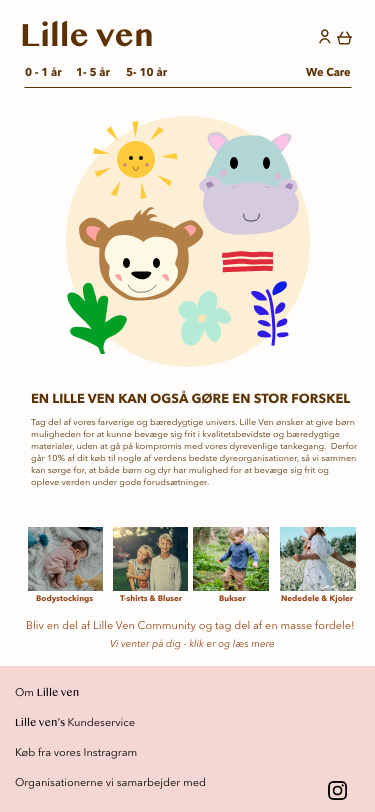 Lille ven
0 - 1 år 1- 5 år 5- 10 år We Care
EN LILLE VEN KAN OGSÅ GØRE EN STOR FORSKEL
Tag del af vores farverige og bæredygtige univers. Lille Ven ønsker at give børn
muligheden for at kunne bevæge sig frit i kvalitetsbevidste og bæredygtige
materialer, uden at gå på kompromis med vores dyrevenlige tankegang. Derfor
går 10% af dit køb til nogle af verdens bedste dyreorganisationer, så vi sammen
kan sørge for, at både børn og dyr har mulighed for at bevæge sig frit og
opleve verden under gode forudsætninger.
Bodystockings T-shirts & Bluser Bukser Nededele & Kjoler
Bliv en del af Lille Ven Community og tag del af en masse fordele!
Vi venter på dig - klik er og læs mere
Om Lille ven
Lille ven's Kundeservice
Køb fra vores Instragram
Organisationerne vi samarbejder med